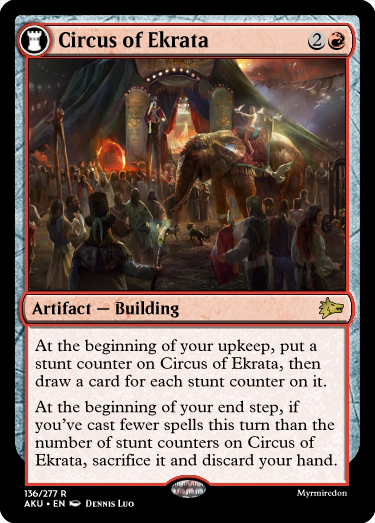 Circus of Ekrata 2
Artifact — Building
At the beginning of your upkeep, put a
stunt counter on Circus of Ekrata, then
draw a card for each stunt counter on it.
At the beginning of your end step, if
you've cast fewer spells this turn than the
number of stunt counters on Circus of
Ekrata, sacrifice it and discard your hand.
136/277 R
Myrmiredon
AKU • EN Dennis Luo